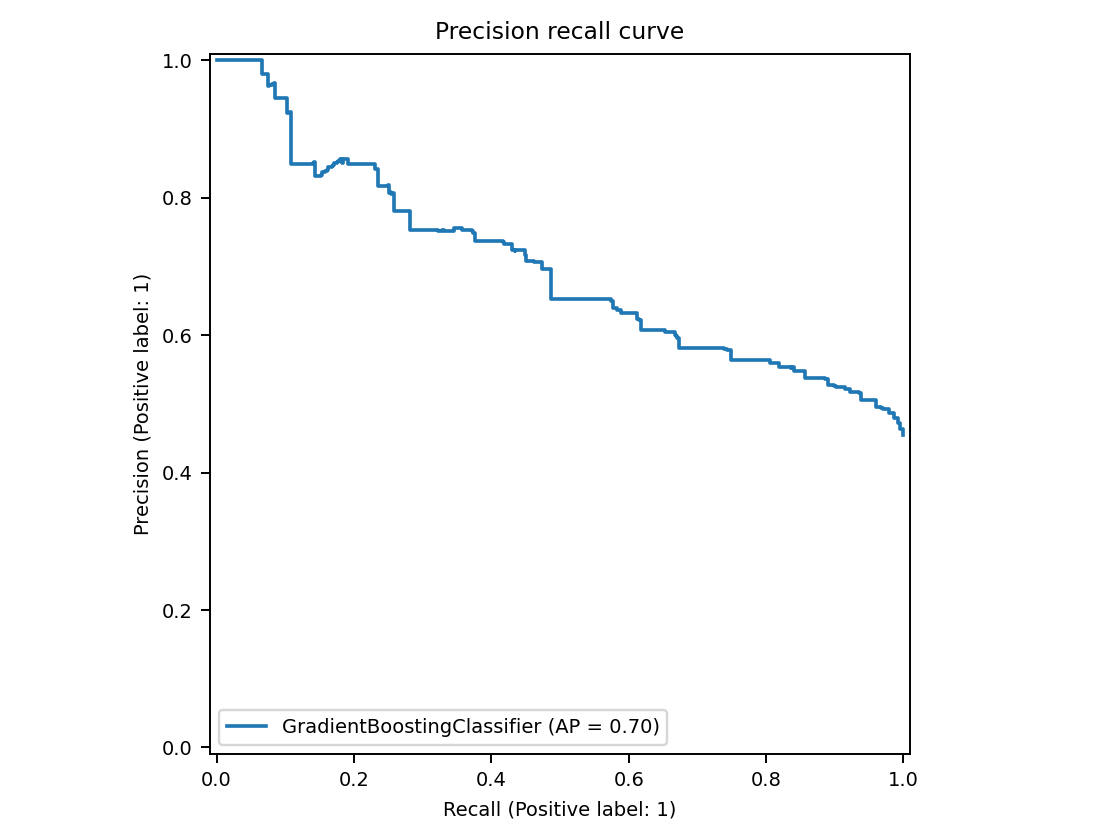 Precision recall curve
1.0
0.8
0.6
0.4
0.2
0.0
Precision (Positive label: 1)
GradientBoostingClassifier (AP = 0.70)
0.0 0.2 0.4 0.6 0.8 1.0
Recall (Positive label: 1)